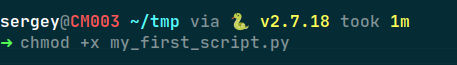 sergey@CM003 ~/tmp via 🐍 v2.7.18 took 1m
➜ chmod +x my_first_script.py